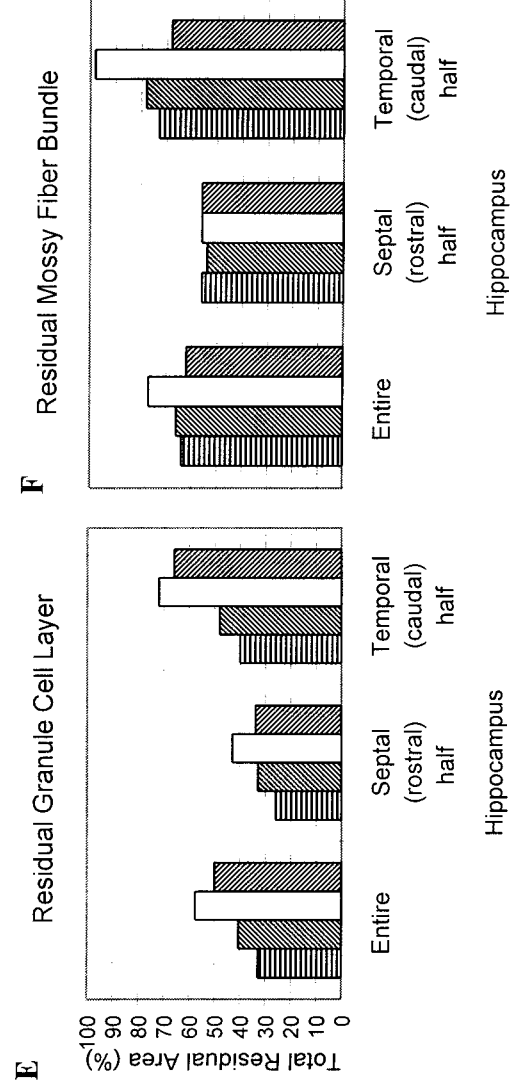 E
Residual Granule Cell Layer
Total Residual Area (%)
100
90
80
70
60
50
40
30
20
10
0
Entire
Septal
(rostral)
half
Temporal
(caudal)
half
Hippocampus
F
Residual Mossy Fiber Bundle
Entire
Septal
(rostral)
half
Temporal
(caudal)
half
Hippocampus